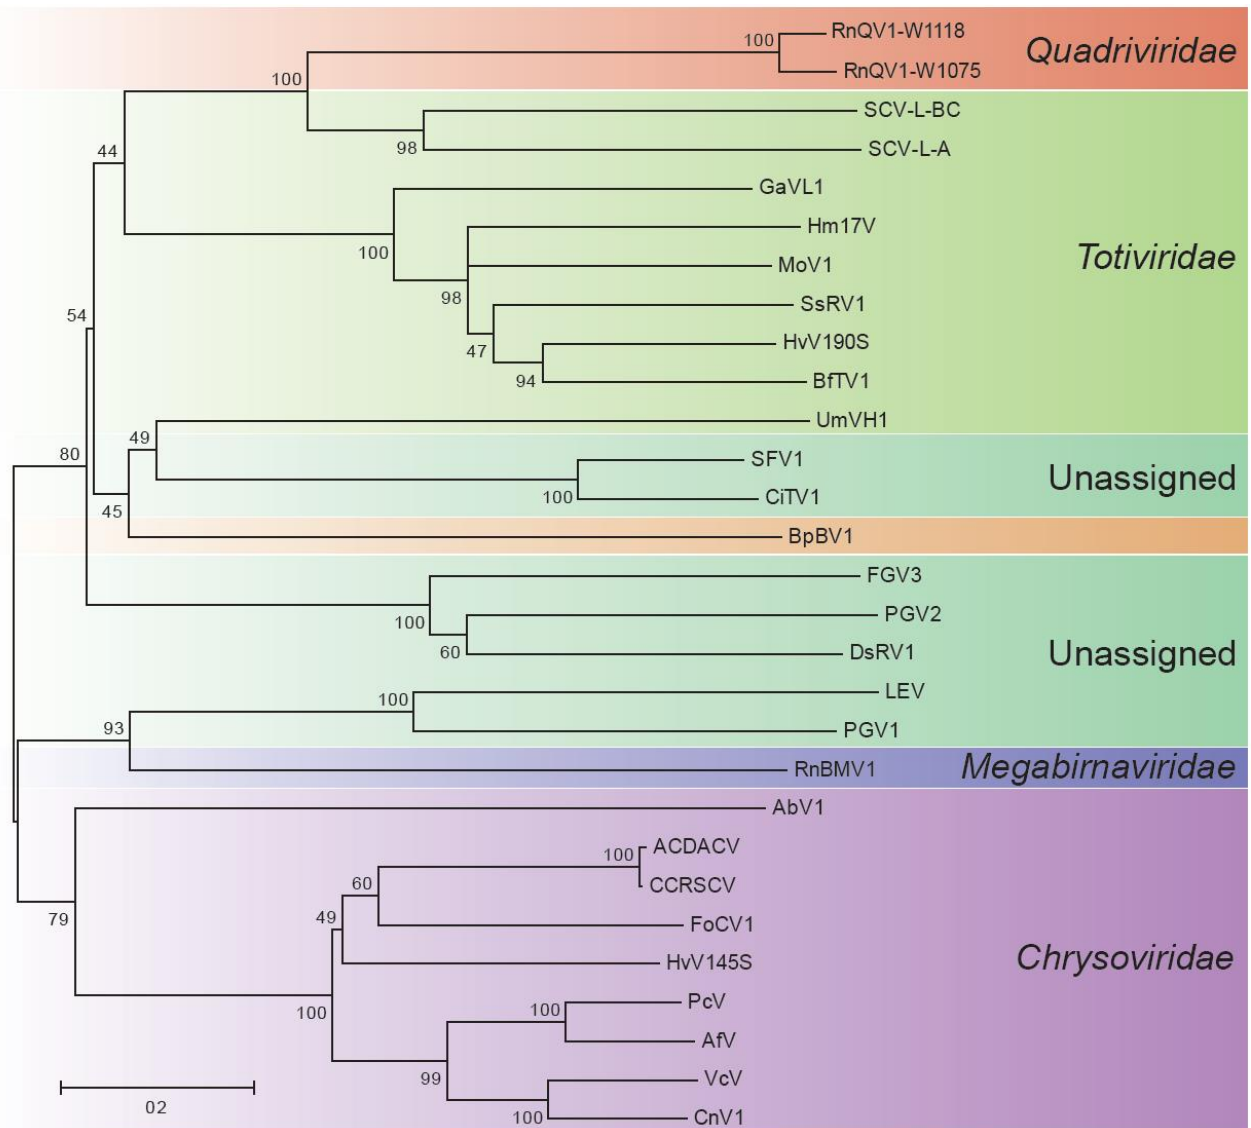 100
RnQV1-W1118
Quadriviridae
RnQV1-W1075
100
SCV-L-BC
98
SCV-L-A
44
GaVL1
100
Hm17V
Totiviridae
MoV1
98
SsRV1
54
HvV190S
47
94
BfTV1
UmVH1
49
80
SFV1
Unassigned
100
CiTV1
45
BpBV1
FGV3
100
PGV2
60
DsRV1
Unassigned
100
LEV
93
PGV1
RnBMV1
Megabirnaviridae
AbV1
100
ACDACV
60
CCRSCV
49
FoCV1
79
HvV145S
Chrysoviridae
100
100
PcV
AfV
99
VcV
02
100
CnV1